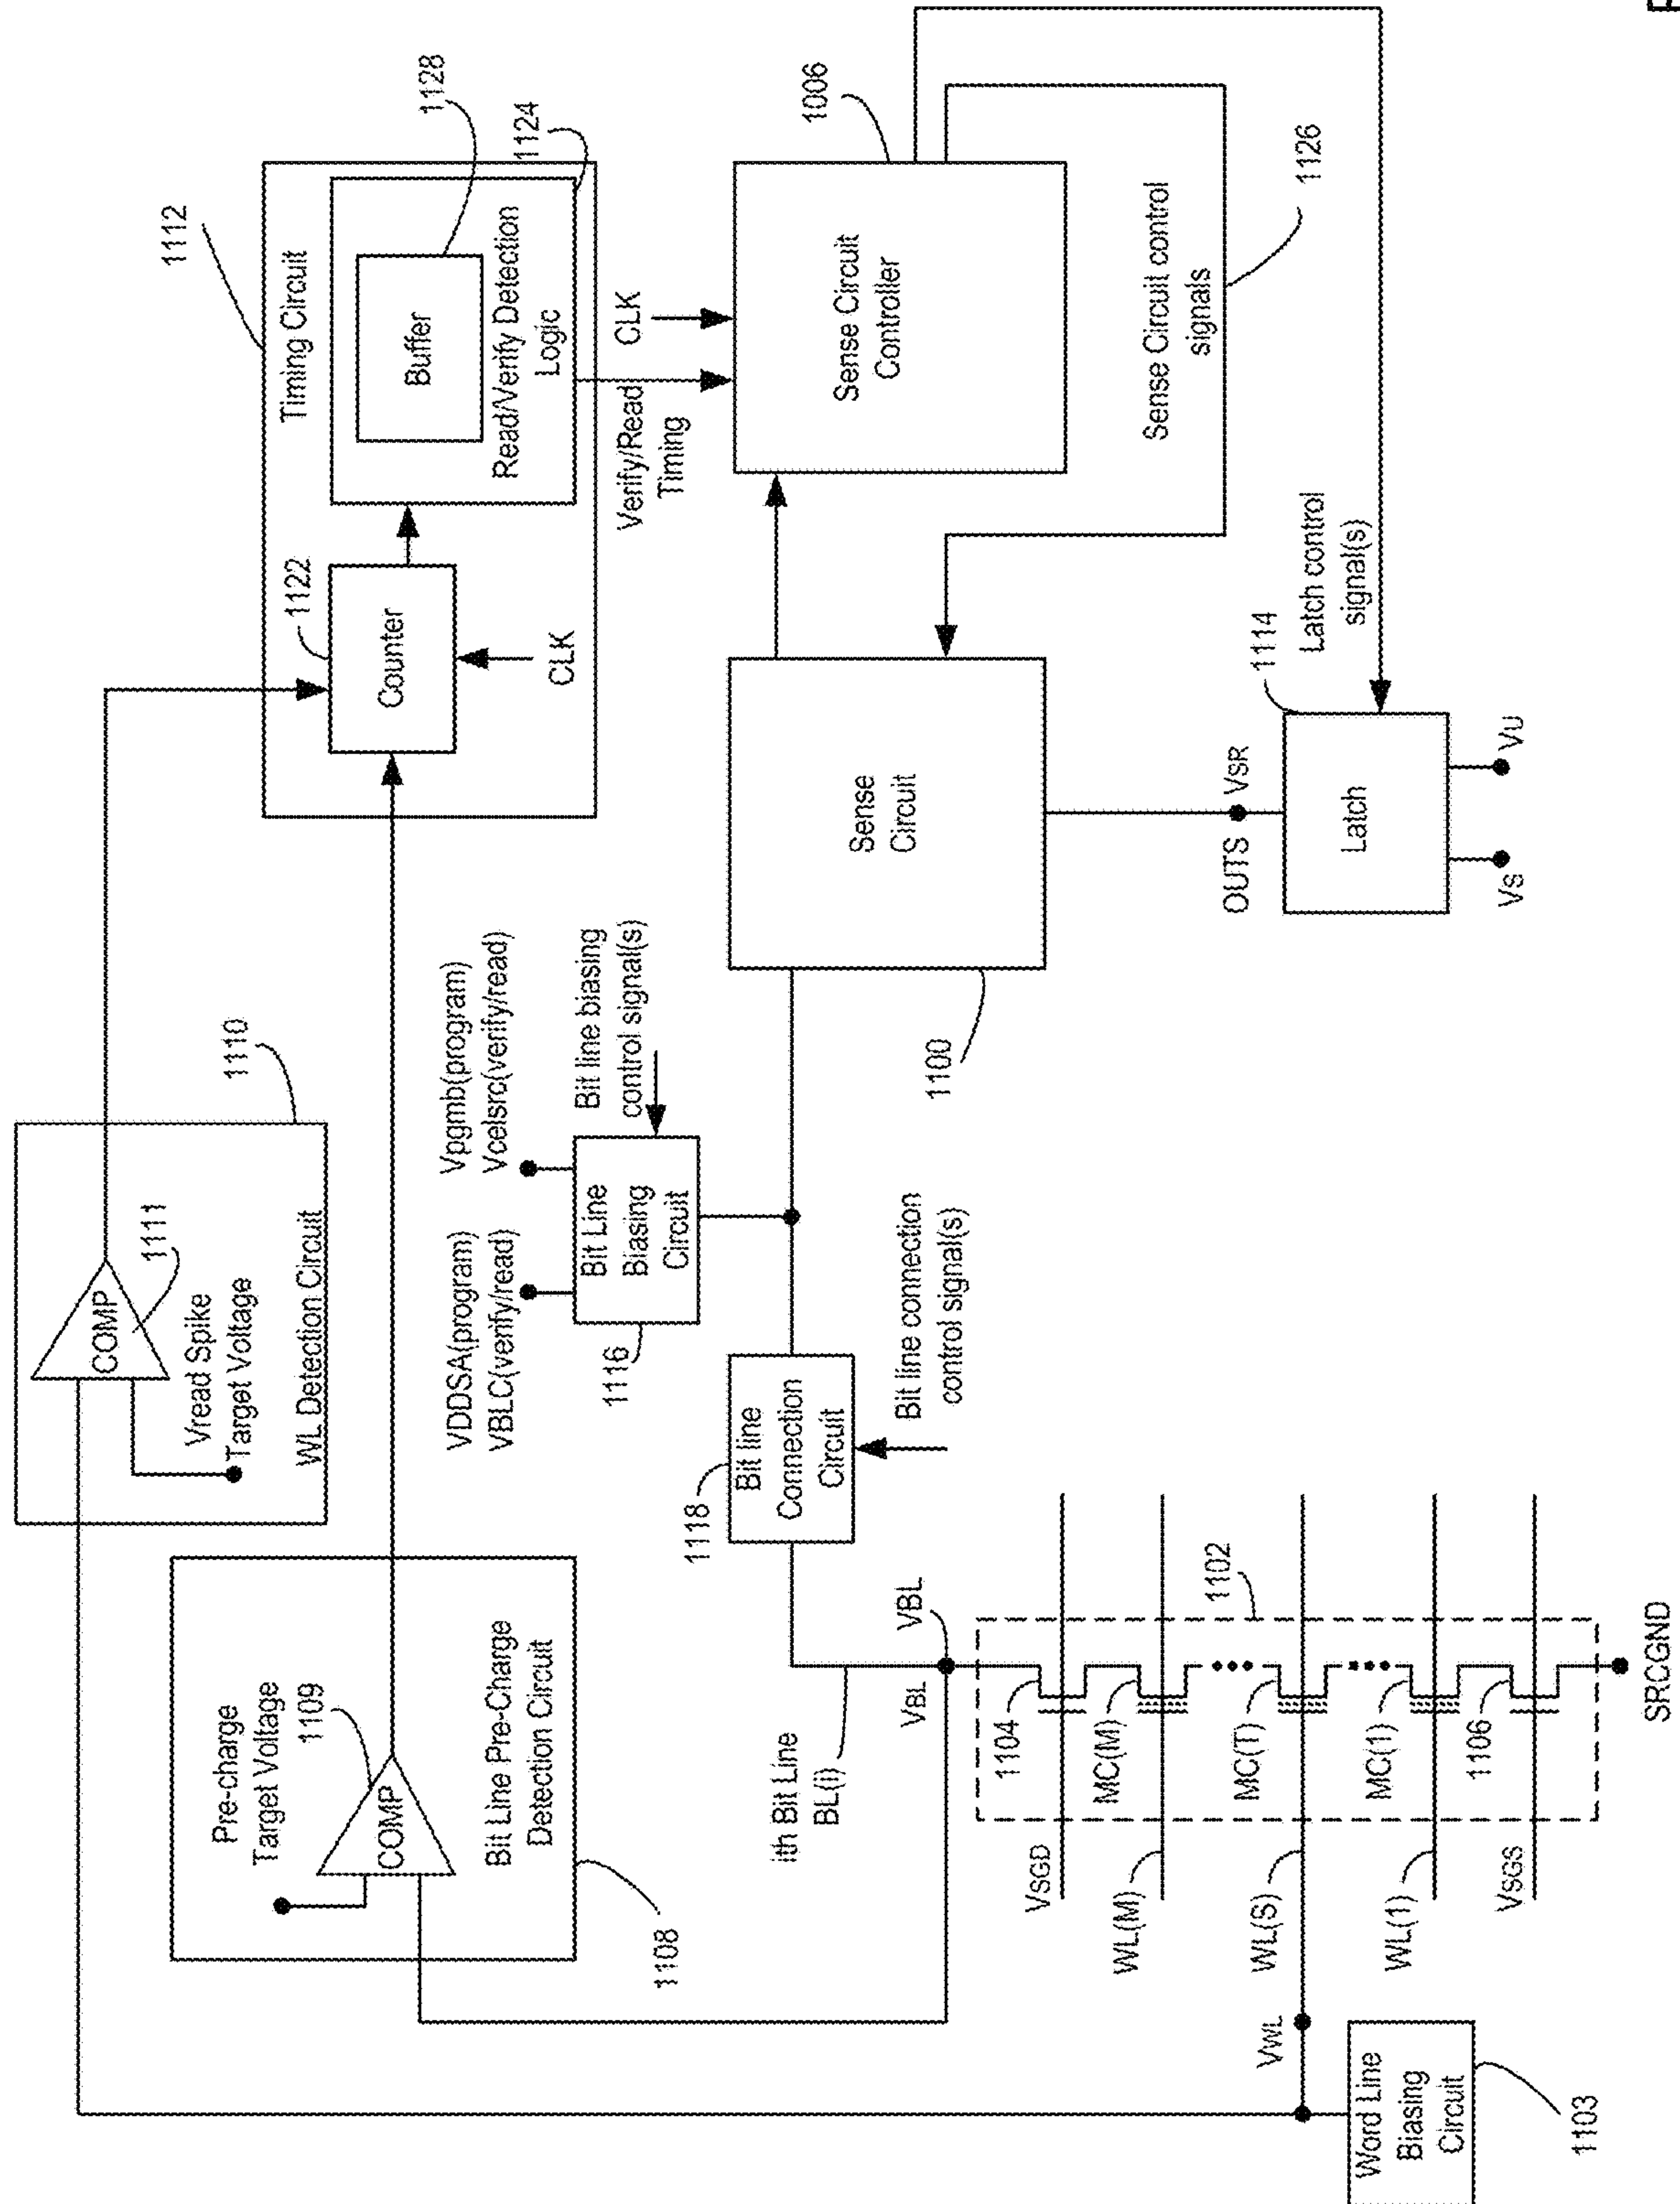 1112
Timing Circuit
1128
1124
Buffer
Read/Verify Detection
Logic
1122
Counter
CLK
Verify/Read
Timing
CLK
1006
Sense Circuit
Controller
Sense Circuit control
signals
1126
Latch control
signal(s)
1110
COMP
1111
Vread Spike
Target Voltage
WL Detection Circuit
Pre-charge
Target Voltage
1109
COMP
Bit Line Pre-Charge
Detection Circuit
1108
VDDSA(program)
VBLC(verify/read)
Vpgmb(program)
Vcelsrc(verify/read)
Bit line biasing
control signal(s)
Bit Line
Biasing
Circuit
1116
1118
Bit line
Connection
Circuit
Bit line connection
control signal(s)
Sense
Circuit
1100
OUTS
VSR
1114
Latch
VS
VU
ith Bit Line
BL(i)
VBL
VBL
1102
1104
MC(M)
MC(T)
MC(1)
1106
VSGD
WL(M)
WL(S)
WL(1)
VSGS
SRCGND
VWL
Word Line
Biasing
Circuit
1103